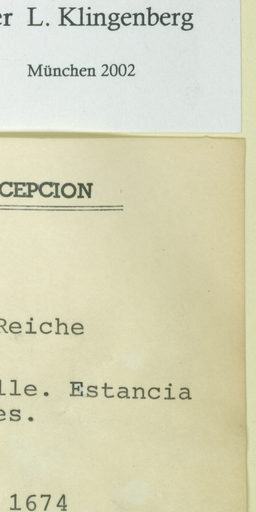 er L. Klingenberg
München 2002
CEPCION
Reiche
lle. Estancia
es.
1674